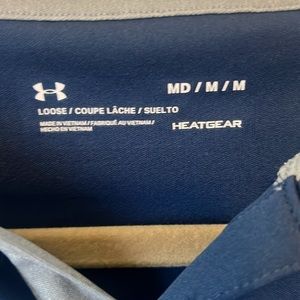 MD / M / M
LOOSE / COUPE LÂCHE / SUELTO
MADE IN VIETNAM / FABRIQUÉ AU VIETNAM /
HECHO EN VIETNAM
HEATGEAR